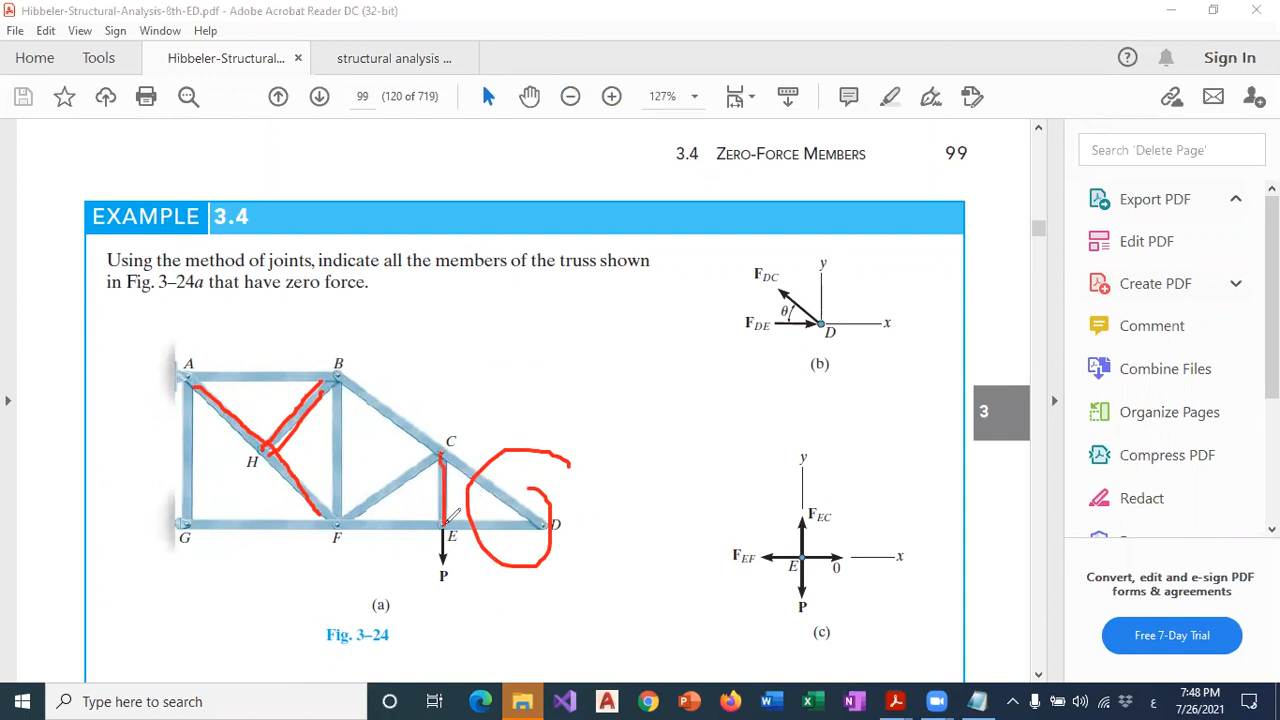 Hibbeler-Structural-Analysis-8th-ED.pdf - Adobe Acrobat Reader DC (32-bit)
File Edit View Sign Window Help
Home Tools Hibbeler-Structural... × structural analysis ...
Sign In
99 (120 of 719) 127%
Search 'Delete Page'
Export PDF
Edit PDF
Create PDF
Comment
Combine Files
Organize Pages
Compress PDF
Redact
Convert, edit and e-sign PDF
forms & agreements
Free 7-Day Trial
3.4 ZERO-FORCE MEMBERS 99
EXAMPLE 3.4
Using the method of joints, indicate all the members of the truss shown
in Fig. 3–24a that have zero force.
A B
C
H
G F E D
P
(a)
Fig. 3–24
y
F_DC
θ
F_DE
D
x
(b)
y
F_EC
F_EF
E
0
x
P
(c)
3
Type here to search
ع
7:48 PM
7/26/2021